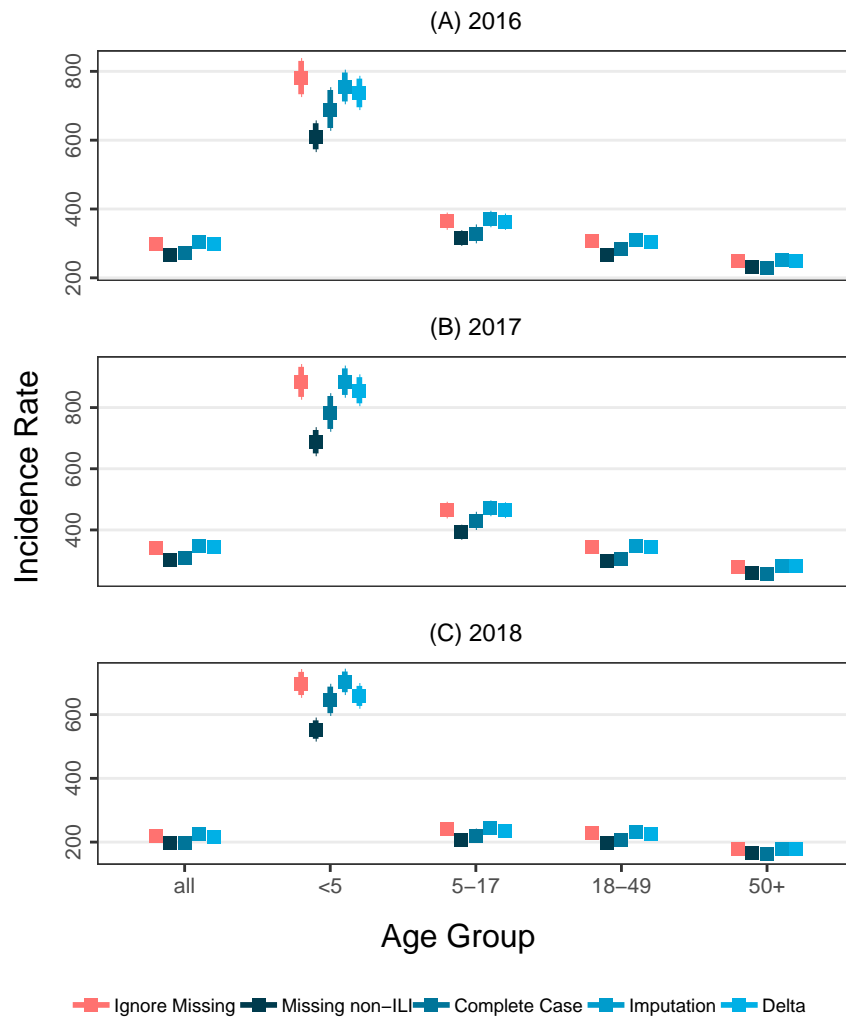 (A) 2016
800
600
400
200
(B) 2017
800
600
400
(C) 2018
600
400
200
Incidence Rate
all <5 5−17 18−49 50+
Age Group
Ignore Missing Missing non−ILI Complete Case Imputation Delta